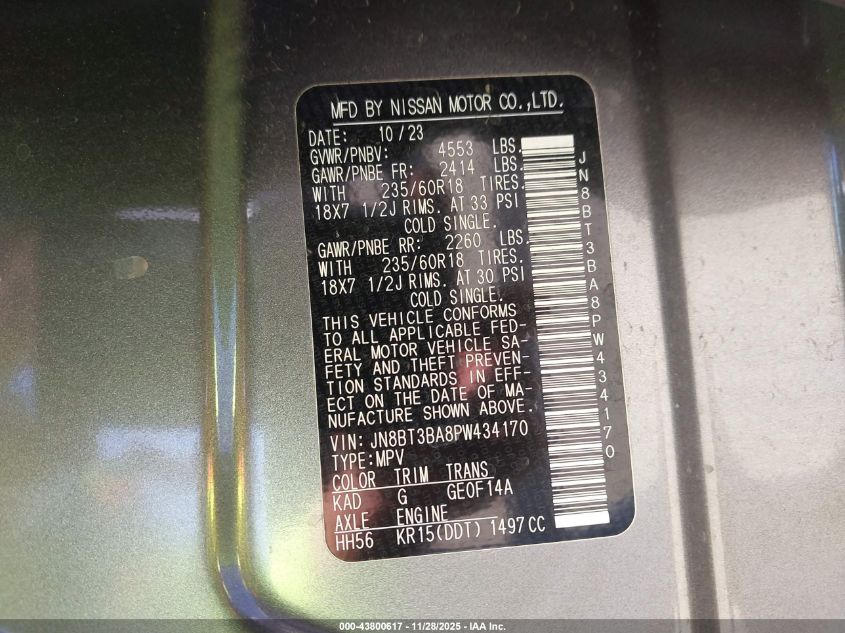 MFD BY NISSAN MOTOR CO.,LTD.
DATE: 10/23
GVWR/PNBV: 4553 LBS.
GAWR/PNBE FR: 2414 LBS.
WITH 235/60R18 TIRES.
18X7 1/2J RIMS. AT 33 PSI
COLD SINGLE.
GAWR/PNBE RR: 2260 LBS.
WITH 235/60R18 TIRES.
18X7 1/2J RIMS. AT 30 PSI
COLD SINGLE.
THIS VEHICLE CONFORMS
TO ALL APPLICABLE FED-
ERAL MOTOR VEHICLE SA-
FETY AND THEFT PREVEN-
TION STANDARDS IN EFF-
ECT ON THE DATE OF MA-
NUFACTURE SHOWN ABOVE.
VIN: JN8BT3BA8PW434170
TYPE:MPV
COLOR TRIM TRANS
KAD G GEOF14A
AXLE ENGINE
HH56 KR15(DDT) 1497CC
JN8BT3BA8PW434170
000-43800617 - 11/28/2025 - IAA Inc.